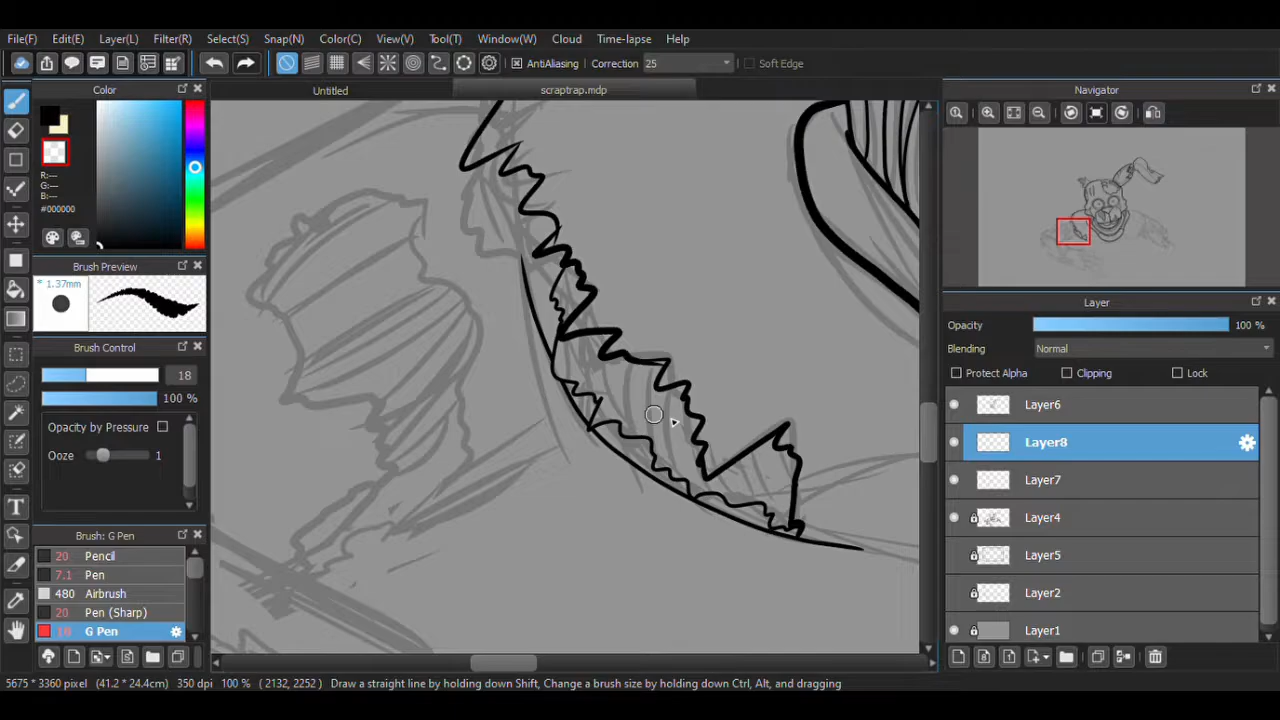 File(F) Edit(E) Layer(L) Filter(R) Select(S) Snap(N) Color(C) View(V) Tool(T) Window(W) Cloud Time-lapse Help
AntiAliasing Correction 25 Soft Edge
Color
Untitled scraptrap.mdp
Navigator
R:---
G:---
B:---
#000000
Brush Preview
* 1.37mm
Brush Control
18
100 %
Opacity by Pressure
Ooze 1
Brush: G Pen
20 Pencil
7.1 Pen
480 Airbrush
20 Pen (Sharp)
18 G Pen
Layer
Opacity 100 %
Blending Normal
Protect Alpha Clipping Lock
Layer6
Layer8
Layer7
Layer4
Layer5
Layer2
Layer1
5675 * 3360 pixel (41.2 * 24.4cm) 350 dpi 100 % ( 2132, 2252 ) Draw a straight line by holding down Shift, Change a brush size by holding down Ctrl, Alt, and dragging